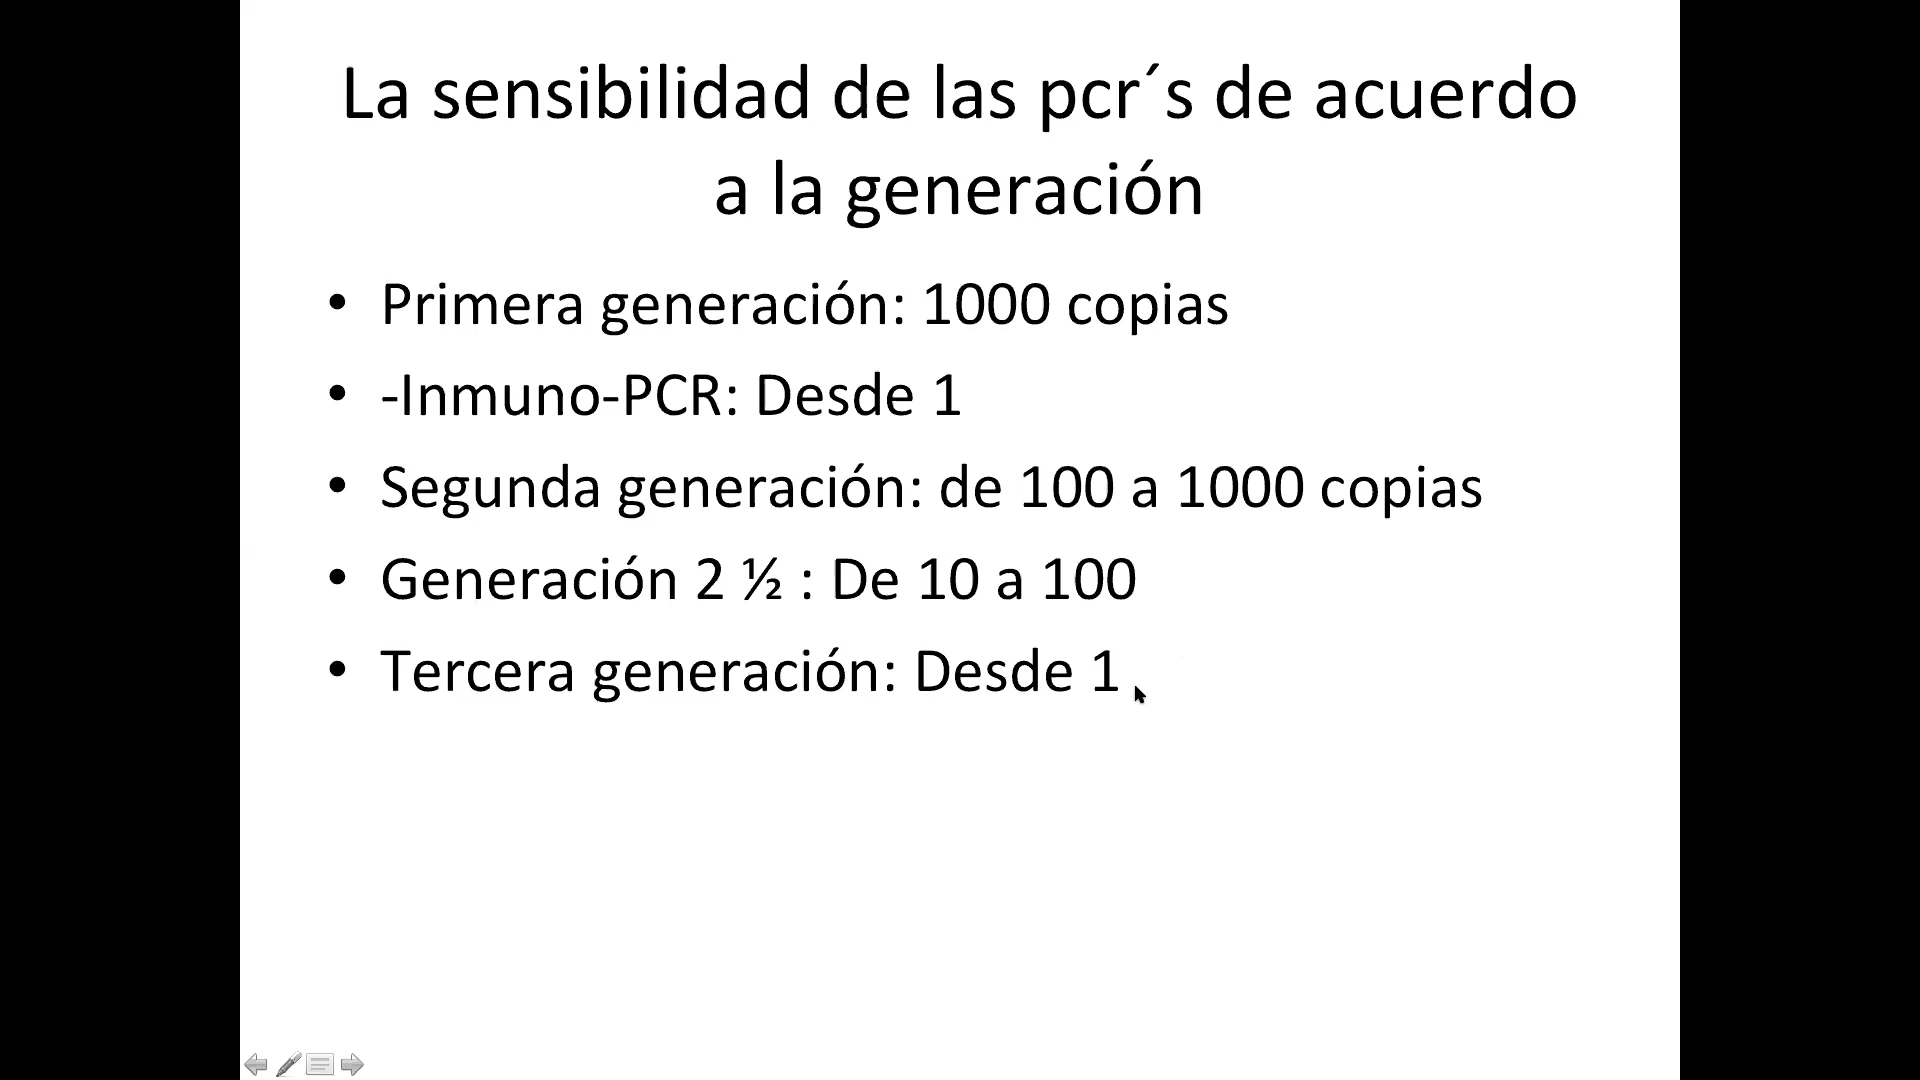 La sensibilidad de las pcr´s de acuerdo
a la generación
• Primera generación: 1000 copias
• -Inmuno-PCR: Desde 1
• Segunda generación: de 100 a 1000 copias
• Generación 2 ½ : De 10 a 100
• Tercera generación: Desde 1